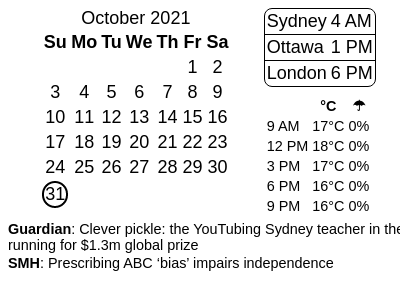 October 2021
Su Mo Tu We Th Fr Sa
1 2
3 4 5 6 7 8 9
10 11 12 13 14 15 16
17 18 19 20 21 22 23
24 25 26 27 28 29 30
31
Sydney 4 AM
Ottawa 1 PM
London 6 PM
°C ☂
9 AM 17°C 0%
12 PM 18°C 0%
3 PM 17°C 0%
6 PM 16°C 0%
9 PM 16°C 0%
Guardian: Clever pickle: the YouTubing Sydney teacher in the
running for $1.3m global prize
SMH: Prescribing ABC ‘bias’ impairs independence